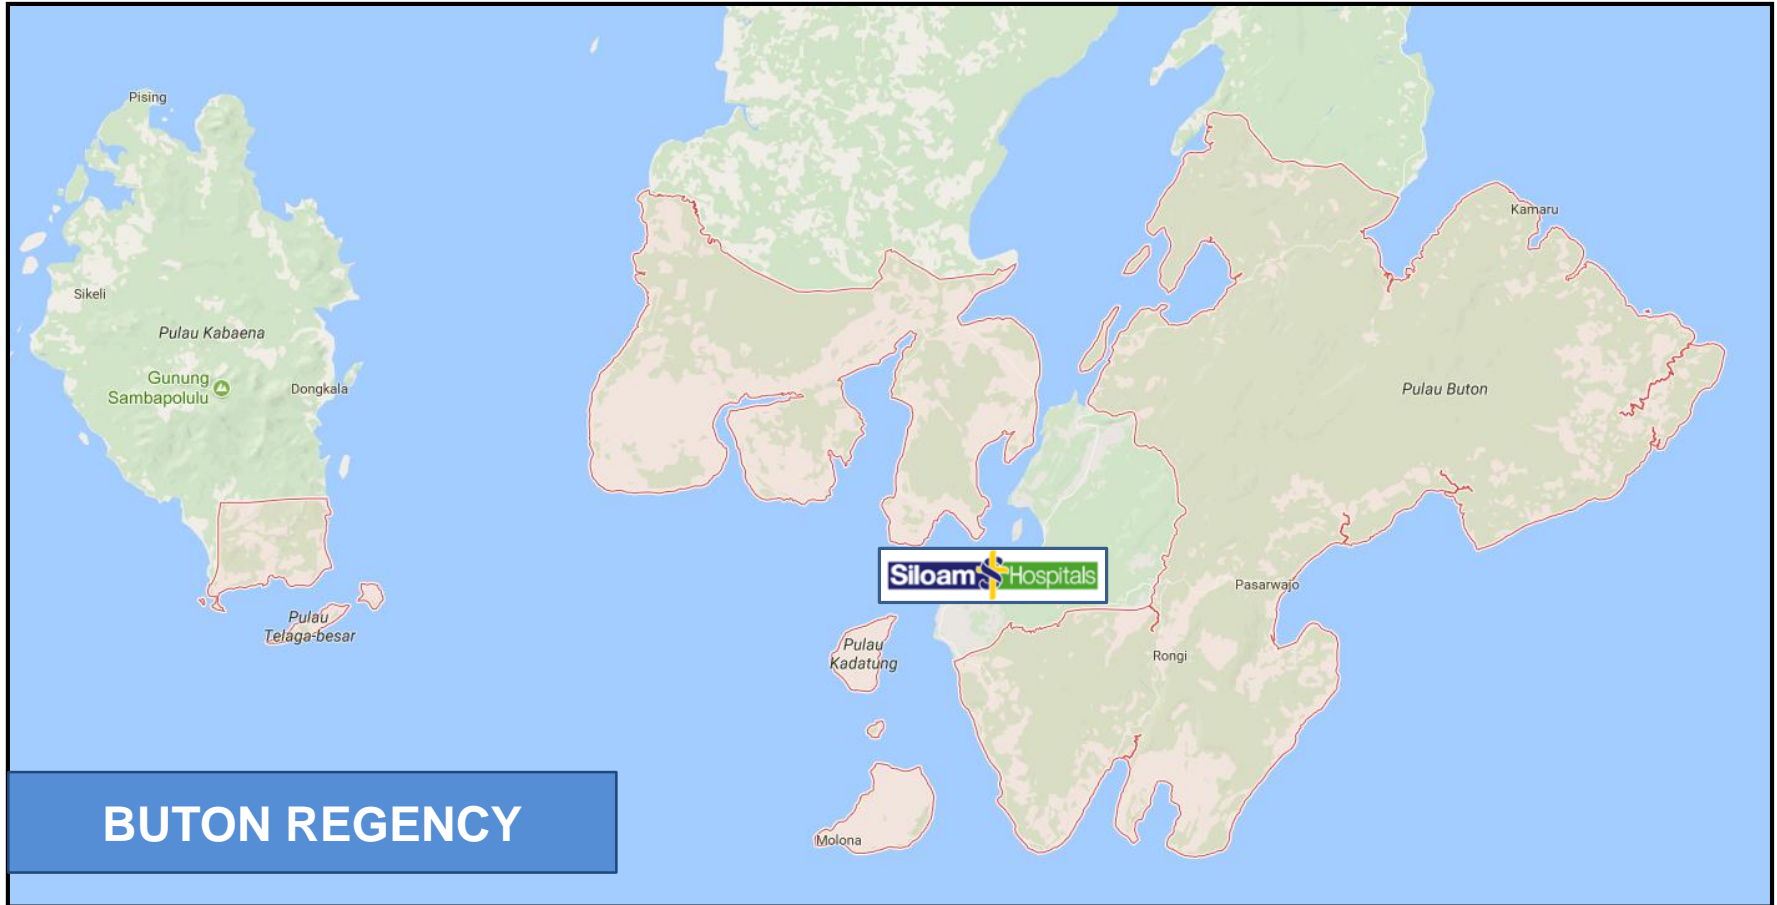 Pising
Kamaru
Sikeli
Pulau Kabaena
Gunung
Sambapolulu
Dongkala
Pulau Buton
Siloam Hospitals
Pasarwajo
Pulau
Telaga-besar
Pulau
Kadatung
Rongi
BUTON REGENCY
Molona